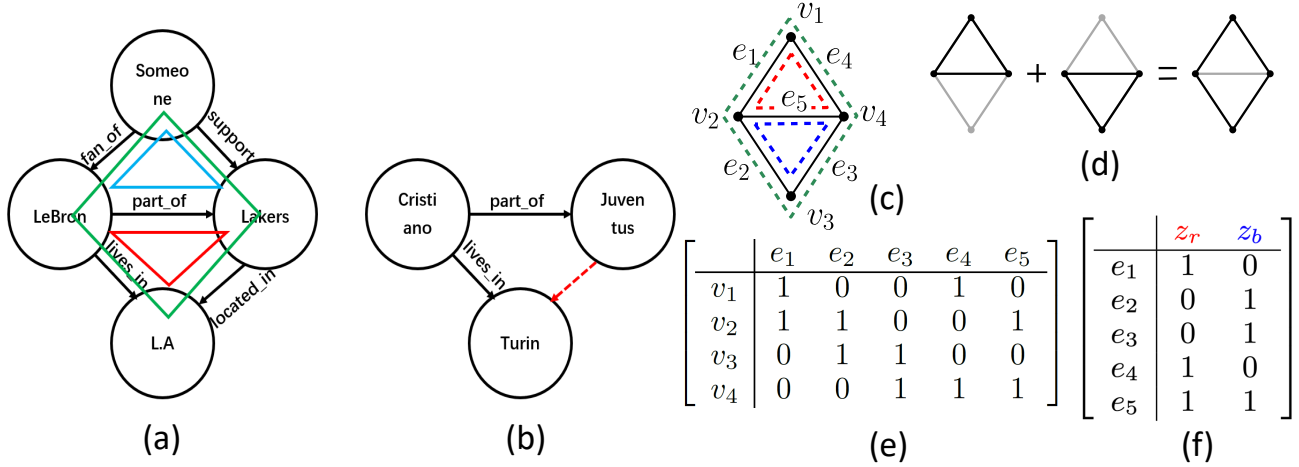 Someo
ne
fan_of
support
LeBron
part_of
Lakers
lives_in
located_in
L.A
(a)
Cristi
ano
part_of
Juven
tus
lives_in
Turin
(b)
v1
e1
e4
v2
e5
v4
e2
e3
v3
(c)
+
=
(d)
e1 e2 e3 e4 e5
v1 1 0 0 1 0
v2 1 1 0 0 1
v3 0 1 1 0 0
v4 0 0 1 1 1
(e)
zr zb
e1 1 0
e2 0 1
e3 0 1
e4 1 0
e5 1 1
(f)